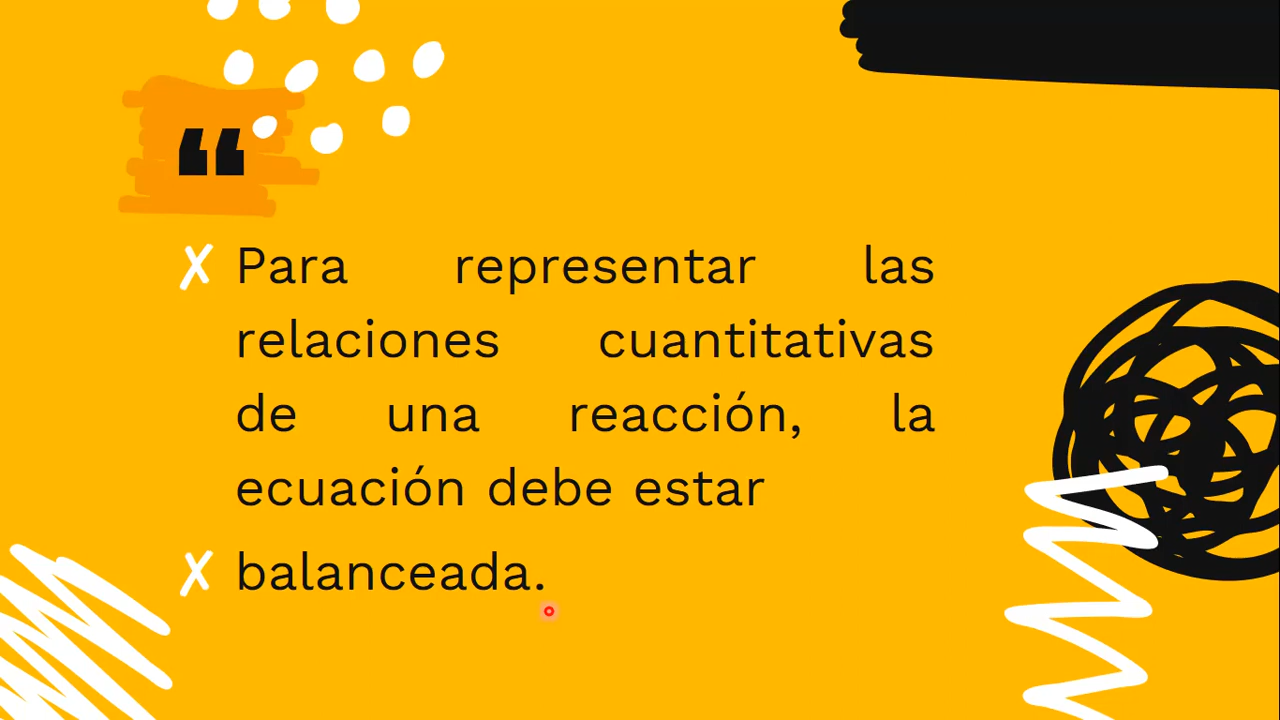 “
✗ Para representar las
relaciones cuantitativas
de una reacción, la
ecuación debe estar
✗ balanceada.